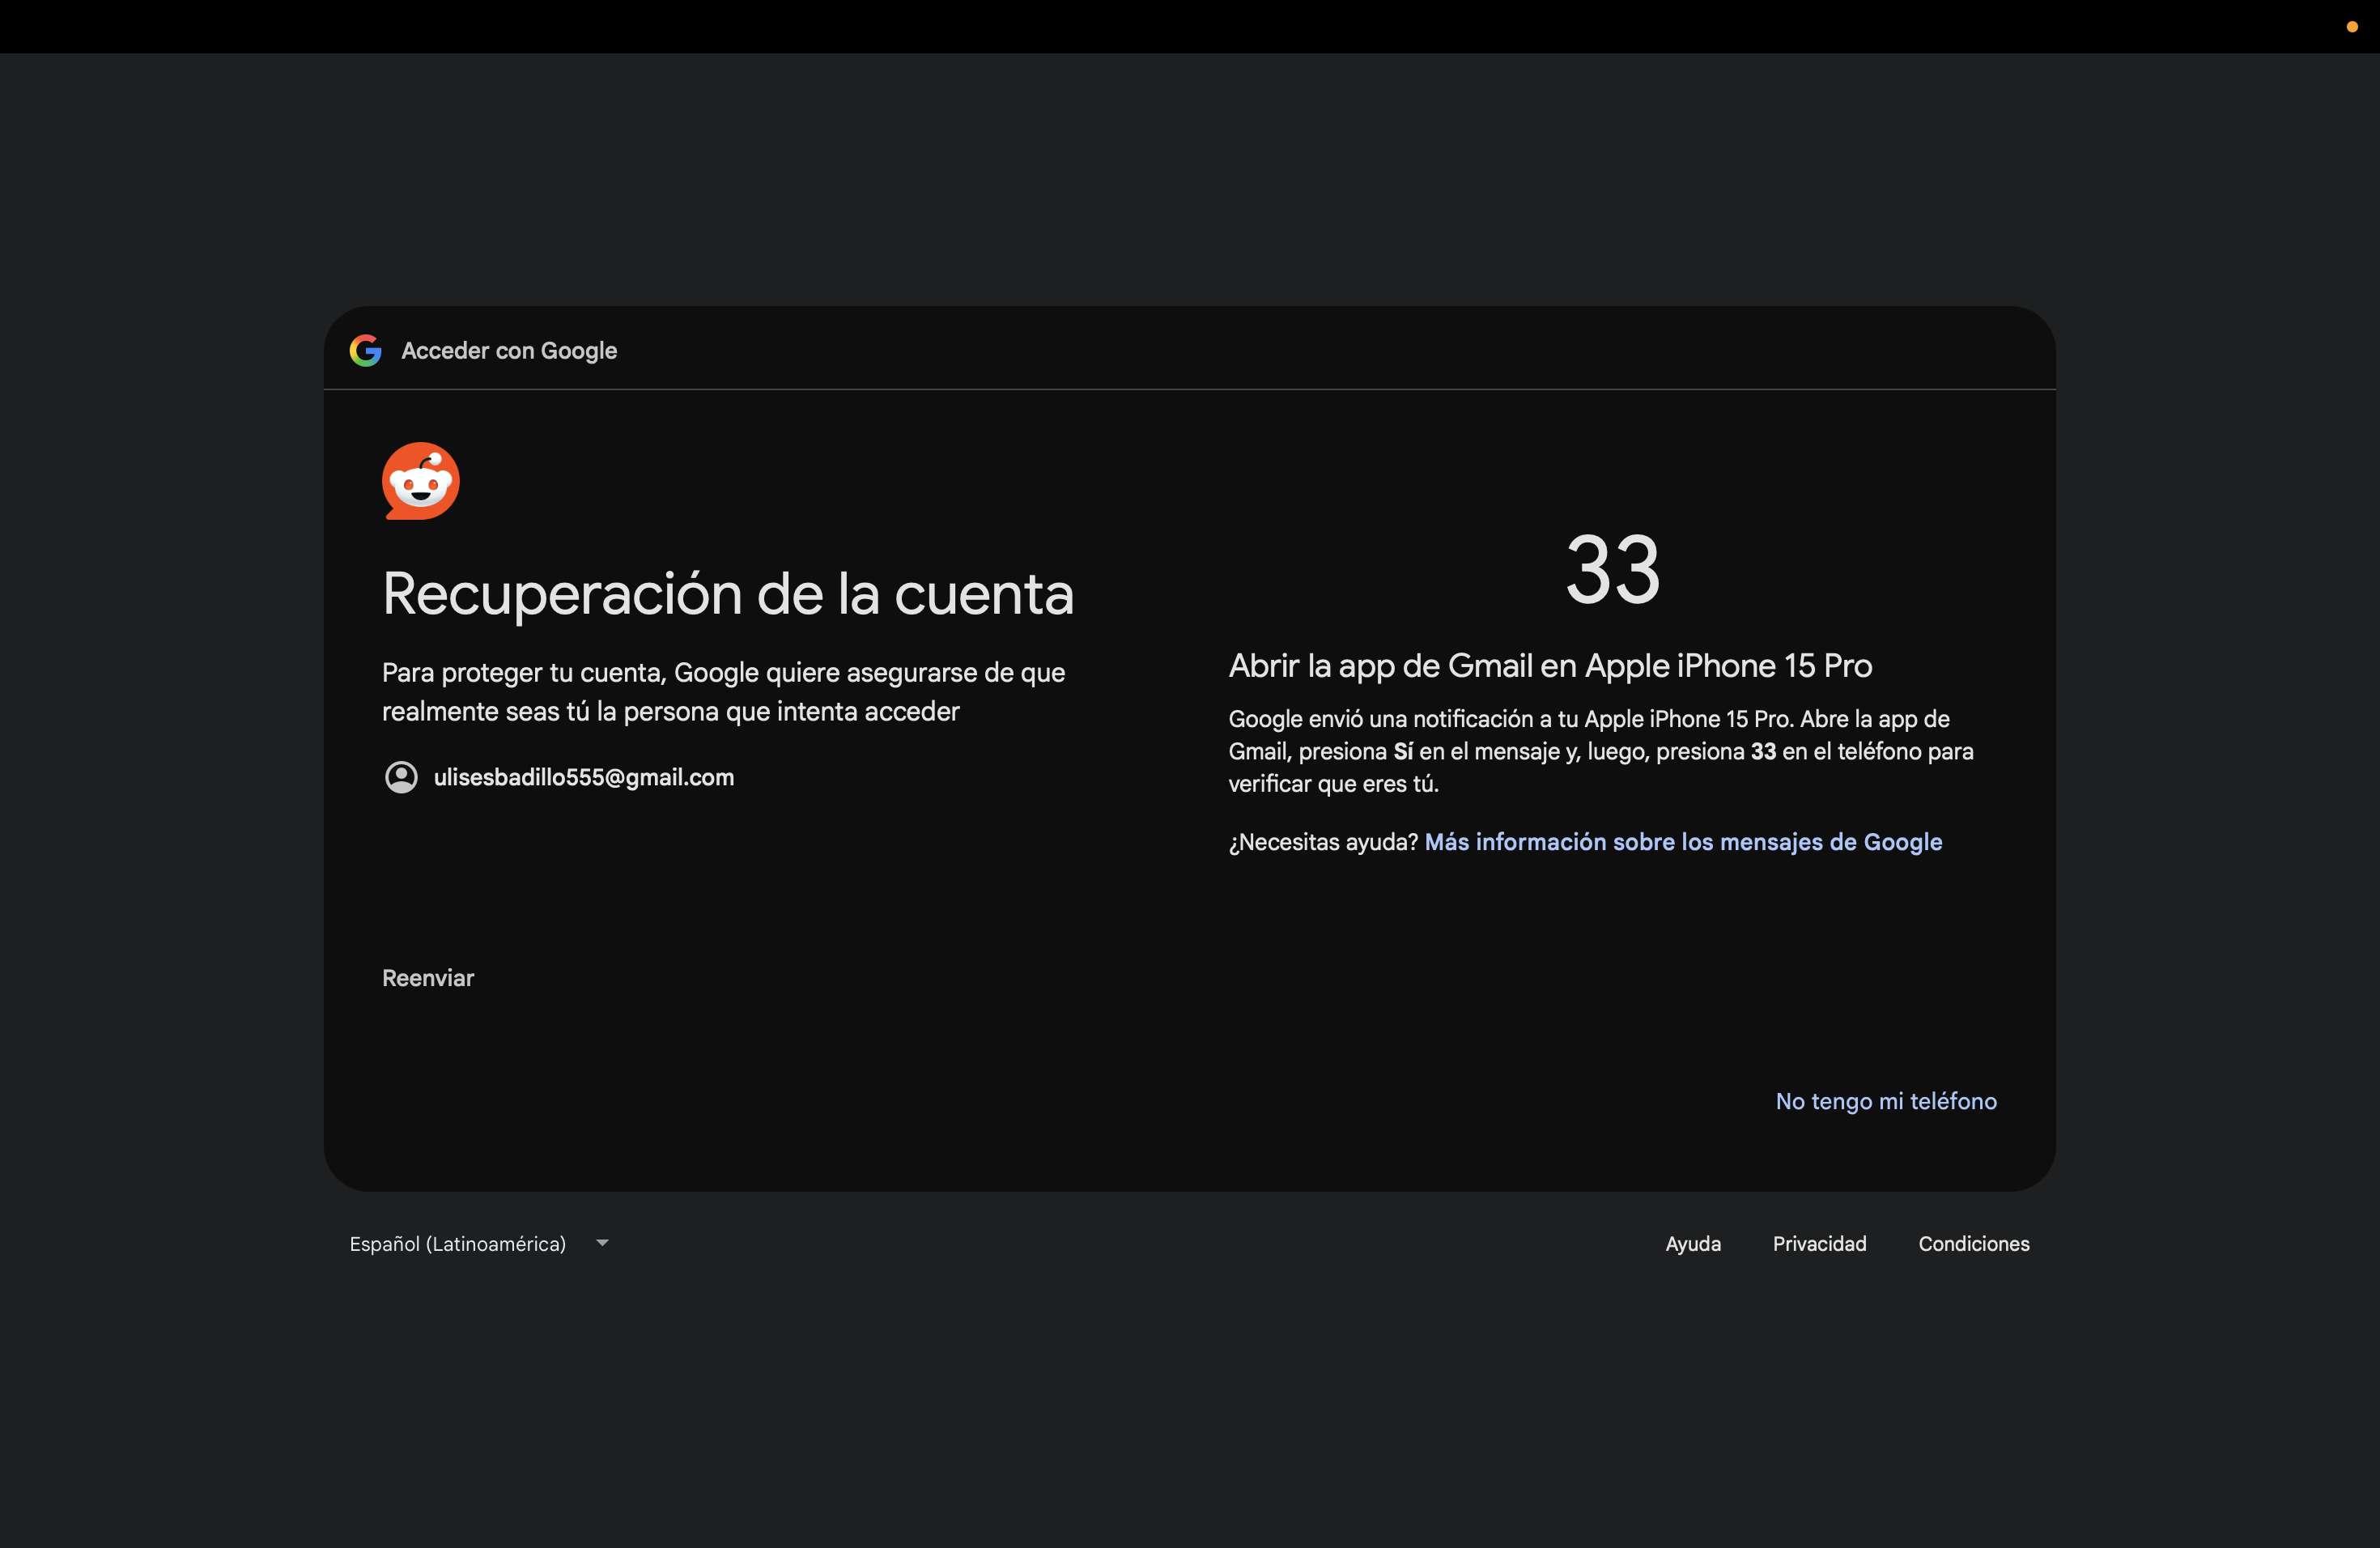 Acceder con Google
Recuperación de la cuenta
Para proteger tu cuenta, Google quiere asegurarse de que
realmente seas tú la persona que intenta acceder
ulisesbadillo555@gmail.com
Reenviar
33
Abrir la app de Gmail en Apple iPhone 15 Pro
Google envió una notificación a tu Apple iPhone 15 Pro. Abre la app de
Gmail, presiona Sí en el mensaje y, luego, presiona 33 en el teléfono para
verificar que eres tú.
¿Necesitas ayuda? Más información sobre los mensajes de Google
No tengo mi teléfono
Español (Latinoamérica)
Ayuda
Privacidad
Condiciones